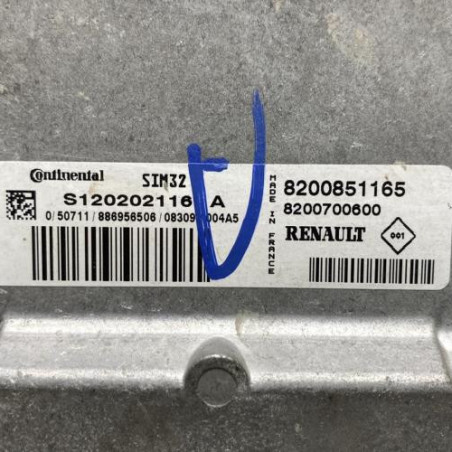 Continental SIM32
S120202116 A
0/50711/886956506/08309 004A5
MADE IN FRANCE
8200851165
8200700600
RENAULT 001